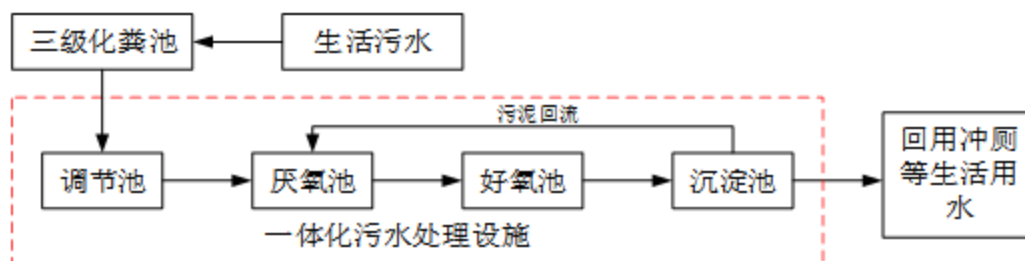 三级化粪池
生活污水
污泥回流
调节池
厌氧池
好氧池
沉淀池
回用冲厕
等生活用
水
一体化污水处理设施